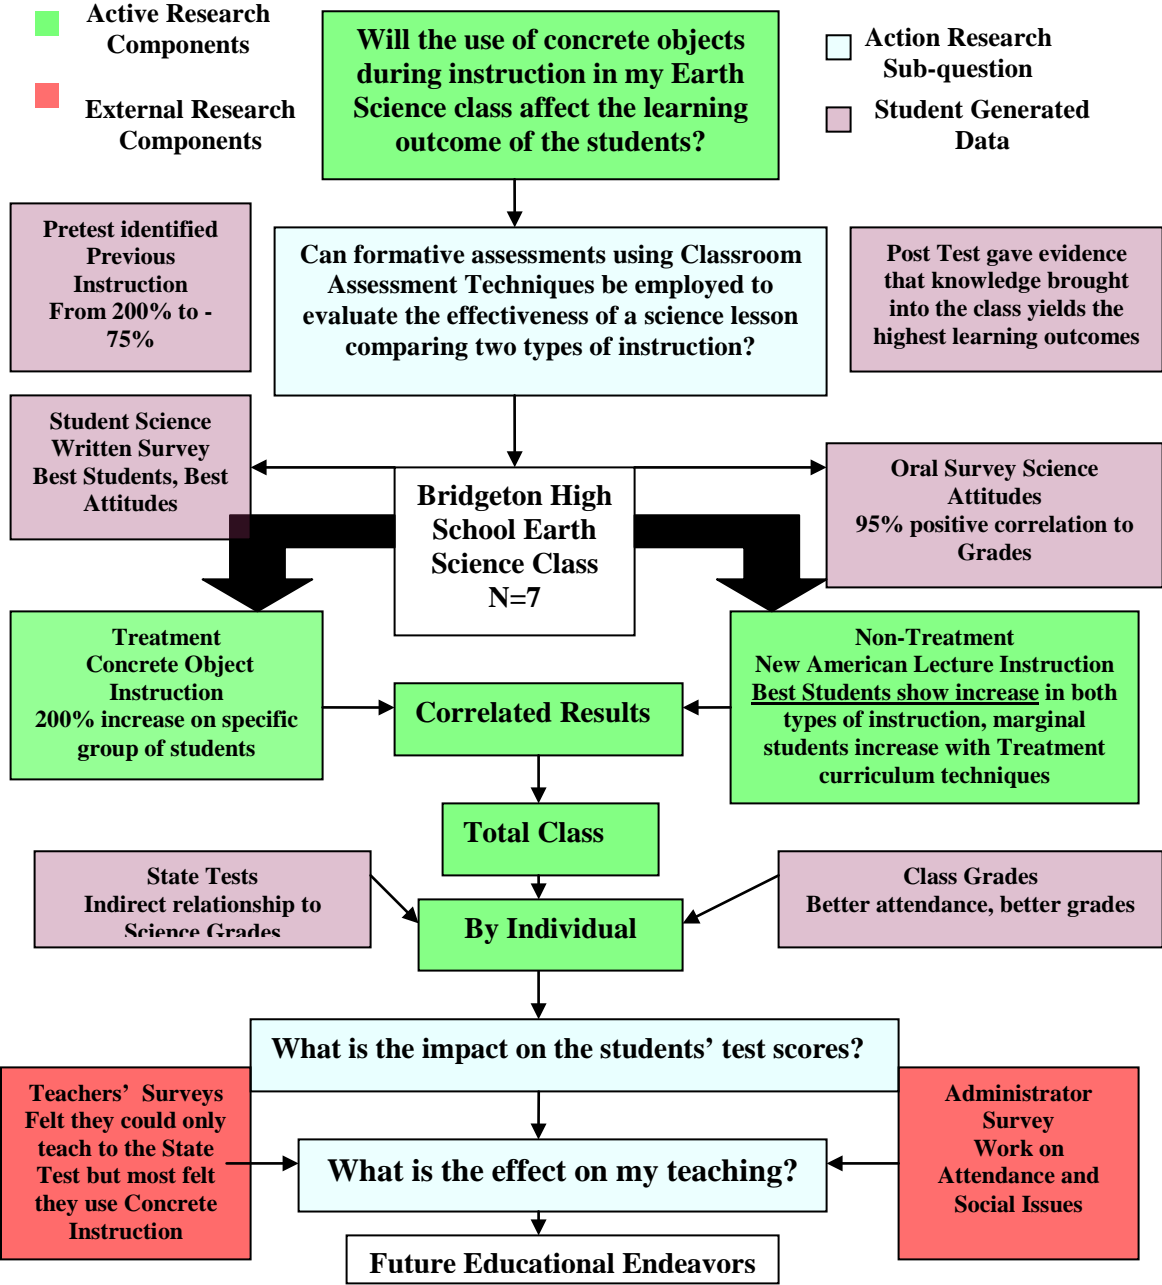 Active Research
Components
External Research
Components
Will the use of concrete objects
during instruction in my Earth
Science class affect the learning
outcome of the students?
Action Research
Sub-question
Student Generated
Data
Pretest identified
Previous
Instruction
From 200% to -
75%
Can formative assessments using Classroom
Assessment Techniques be employed to
evaluate the effectiveness of a science lesson
comparing two types of instruction?
Post Test gave evidence
that knowledge brought
into the class yields the
highest learning outcomes
Student Science
Written Survey
Best Students, Best
Attitudes
Bridgeton High
School Earth
Science Class
N=7
Oral Survey Science
Attitudes
95% positive correlation to
Grades
Treatment
Concrete Object
Instruction
200% increase on specific
group of students
Correlated Results
Non-Treatment
New American Lecture Instruction
Best Students show increase in both
types of instruction, marginal
students increase with Treatment
curriculum techniques
Total Class
State Tests
Indirect relationship to
Science Grades
By Individual
Class Grades
Better attendance, better grades
What is the impact on the students’ test scores?
Teachers’ Surveys
Felt they could only
teach to the State
Test but most felt
they use Concrete
Instruction
What is the effect on my teaching?
Administrator
Survey
Work on
Attendance and
Social Issues
Future Educational Endeavors